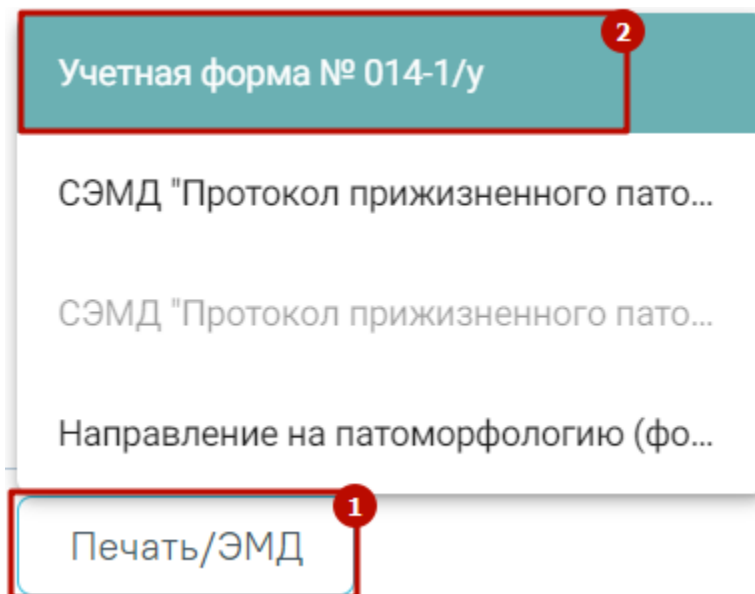 2
Учетная форма № 014-1/у
СЭМД "Протокол прижизненного пато...
СЭМД "Протокол прижизненного пато...
Направление на патоморфологию (фо...
1
Печать/ЭМД